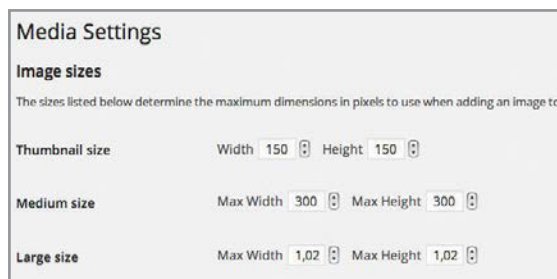 Media Settings
Image sizes
The sizes listed below determine the maximum dimensions in pixels to use when adding an image to
Thumbnail size Width 150 Height 150
Medium size Max Width 300 Max Height 300
Large size Max Width 1,02 Max Height 1,02